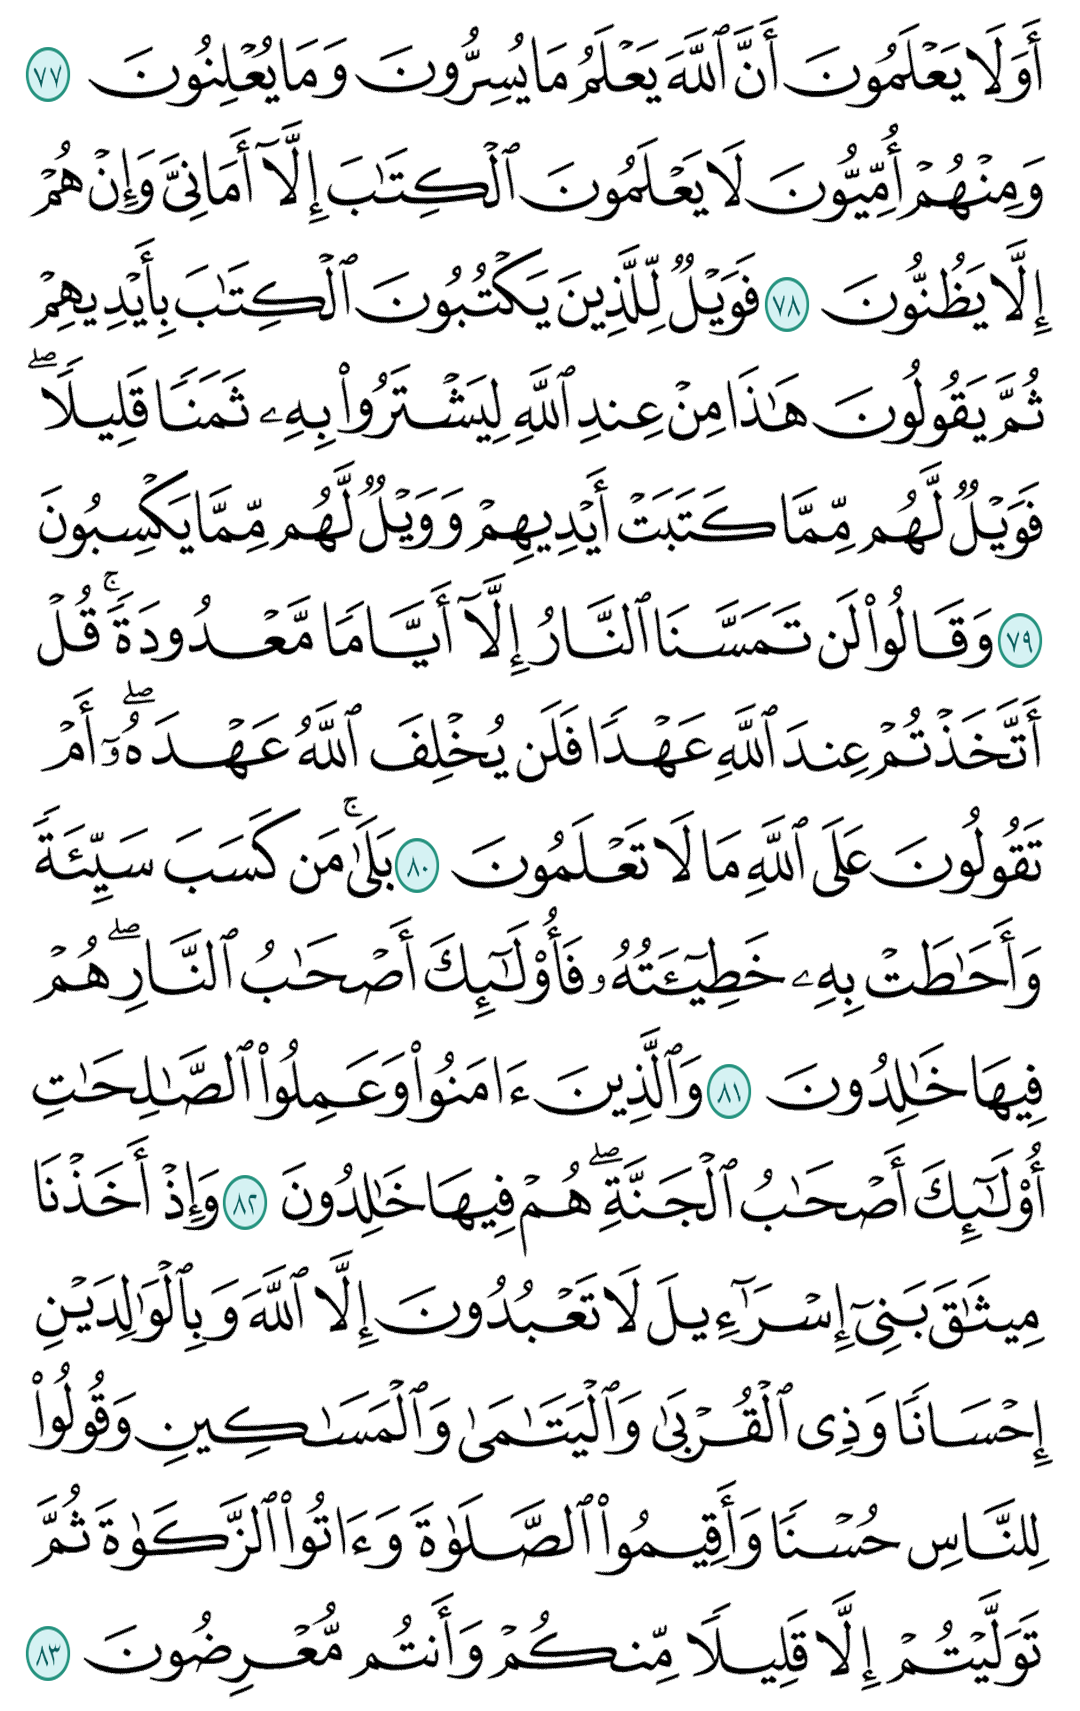 أَوَلَا يَعْلَمُونَ أَنَّ ٱللَّهَ يَعْلَمُ مَا يُسِرُّونَ وَمَا يُعْلِنُونَ ٧٧
وَمِنْهُمْ أُمِّيُّونَ لَا يَعْلَمُونَ ٱلْكِتَٰبَ إِلَّآ أَمَانِىَّ وَإِنْ هُمْ
إِلَّا يَظُنُّونَ ٧٨ فَوَيْلٌ لِّلَّذِينَ يَكْتُبُونَ ٱلْكِتَٰبَ بِأَيْدِيهِمْ
ثُمَّ يَقُولُونَ هَٰذَا مِنْ عِندِ ٱللَّهِ لِيَشْتَرُوا۟ بِهِۦ ثَمَنًا قَلِيلًا ۖ
فَوَيْلٌ لَّهُم مِّمَّا كَتَبَتْ أَيْدِيهِمْ وَوَيْلٌ لَّهُم مِّمَّا يَكْسِبُونَ
٧٩ وَقَالُوا۟ لَن تَمَسَّنَا ٱلنَّارُ إِلَّآ أَيَّامًا مَّعْدُودَةً ۚ قُلْ
أَتَّخَذْتُمْ عِندَ ٱللَّهِ عَهْدًا فَلَن يُخْلِفَ ٱللَّهُ عَهْدَهُۥٓ ۖ أَمْ
تَقُولُونَ عَلَى ٱللَّهِ مَا لَا تَعْلَمُونَ ٨٠ بَلَىٰ ۚ مَن كَسَبَ سَيِّئَةً
وَأَحَٰطَتْ بِهِۦ خَطِيٓـَٔتُهُۥ فَأُو۟لَٰٓئِكَ أَصْحَٰبُ ٱلنَّارِ ۖ هُمْ
فِيهَا خَٰلِدُونَ ٨١ وَٱلَّذِينَ ءَامَنُوا۟ وَعَمِلُوا۟ ٱلصَّٰلِحَٰتِ
أُو۟لَٰٓئِكَ أَصْحَٰبُ ٱلْجَنَّةِ ۖ هُمْ فِيهَا خَٰلِدُونَ ٨٢ وَإِذْ أَخَذْنَا
مِيثَٰقَ بَنِىٓ إِسْرَٰٓءِيلَ لَا تَعْبُدُونَ إِلَّا ٱللَّهَ وَبِٱلْوَٰلِدَيْنِ
إِحْسَانًا وَذِى ٱلْقُرْبَىٰ وَٱلْيَتَٰمَىٰ وَٱلْمَسَٰكِينِ وَقُولُوا۟
لِلنَّاسِ حُسْنًا وَأَقِيمُوا۟ ٱلصَّلَوٰةَ وَءَاتُوا۟ ٱلزَّكَوٰةَ ثُمَّ
تَوَلَّيْتُمْ إِلَّا قَلِيلًا مِّنكُمْ وَأَنتُم مُّعْرِضُونَ ٨٣